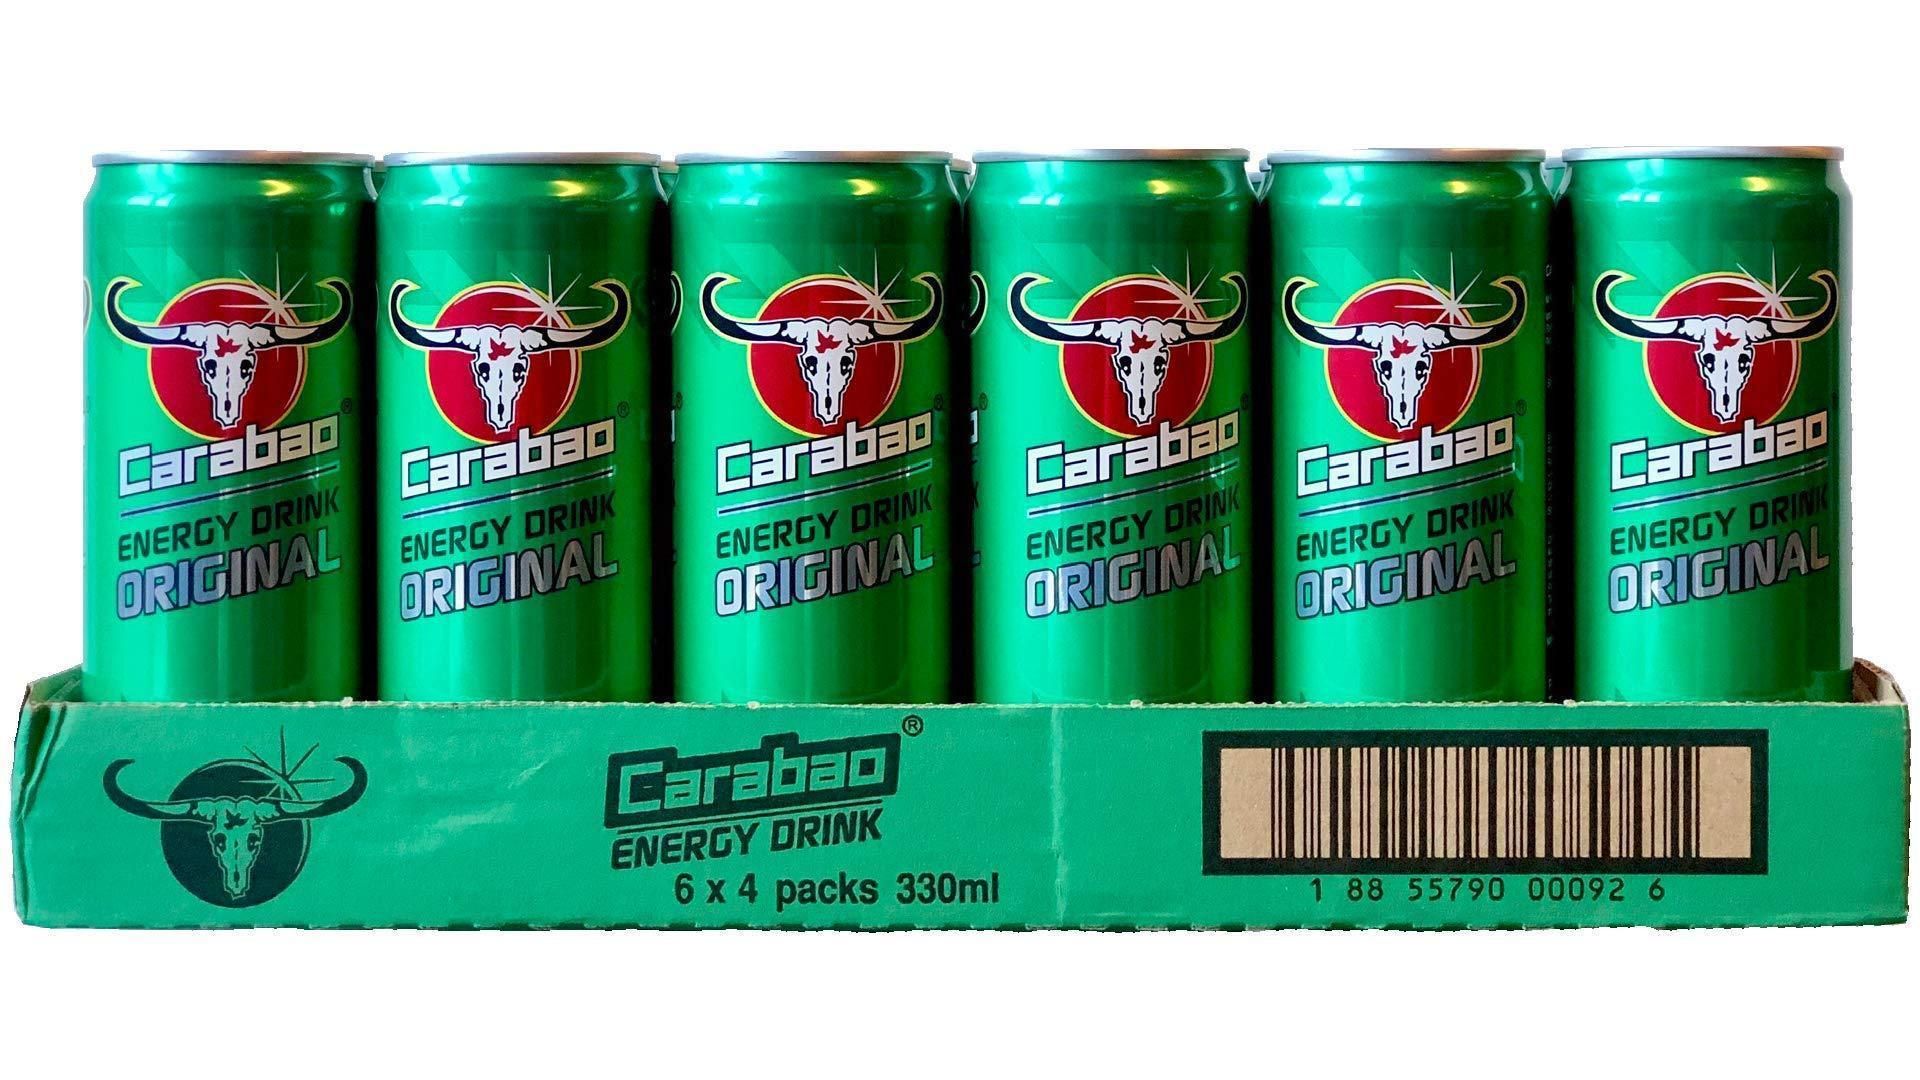 Carabao®
ENERGY DRINK
ORIGINAL
Carabao®
ENERGY DRINK
ORIGINAL
Carabao®
ENERGY DRINK
ORIGINAL
Carabao®
ENERGY DRINK
ORIGINAL
Carabao®
ENERGY DRINK
ORIGINAL
Carabao
ENERGY DRINK
ORIGINAL
Carabao®
ENERGY DRINK
6 x 4 packs 330ml
1 88 55790 00092 6